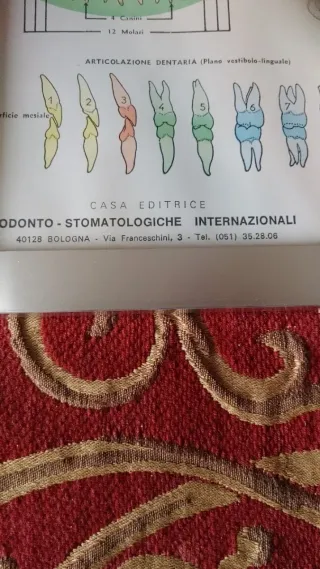 4 Canini
12 Molari
ARTICOLAZIONE DENTARIA (Piano vestibolo-linguale)
1 2 3 4 5 6 7
mesiale
CASA EDITRICE
ODONTO - STOMATOLOGICHE INTERNAZIONALI
40128 BOLOGNA - Via Franceschini, 3 - Tel. (051) 35.28.06